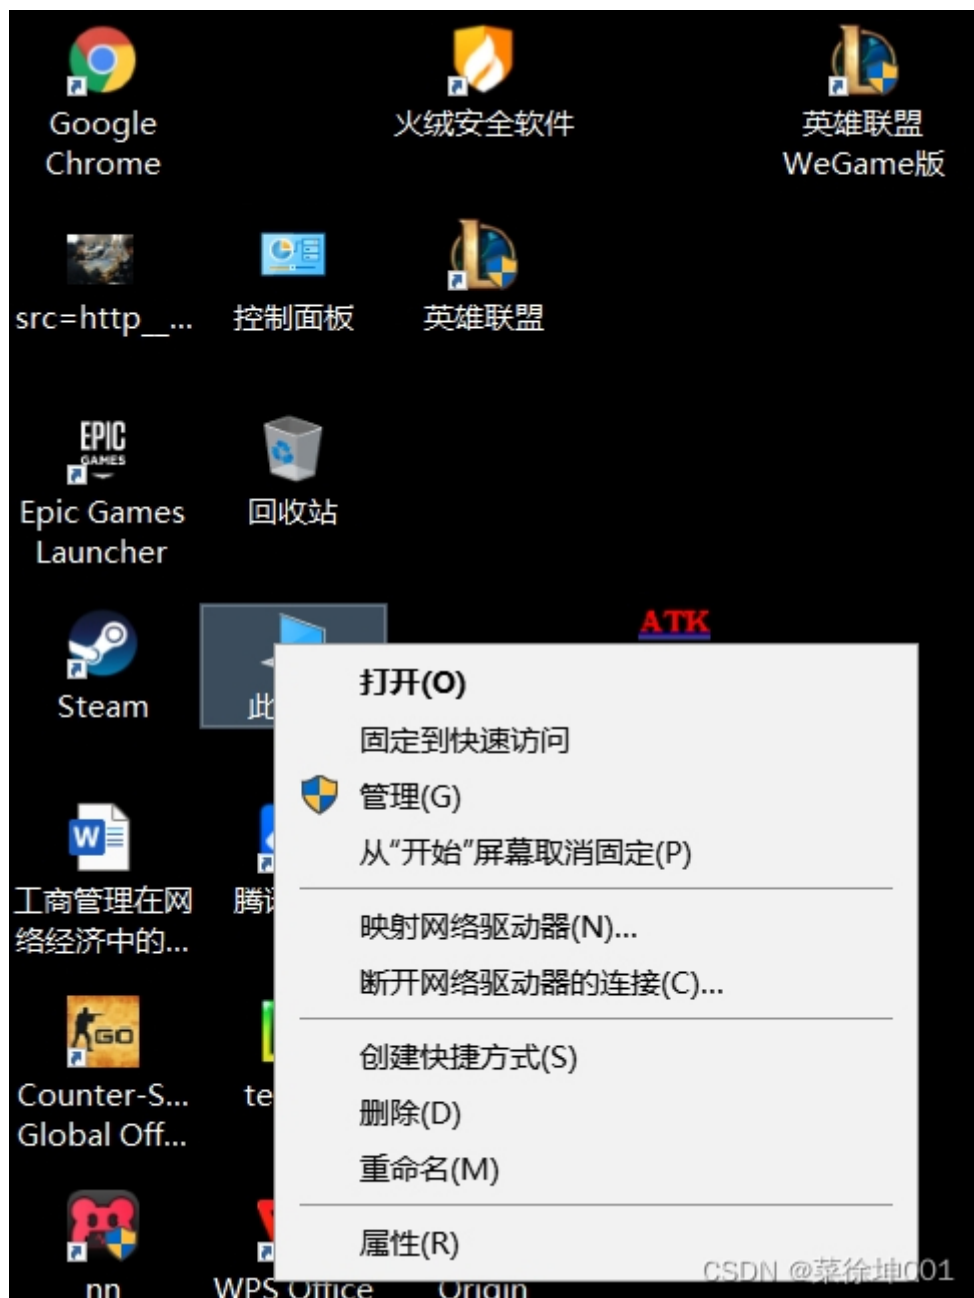 Google
Chrome
火绒安全软件
英雄联盟
WeGame版
src=http__...
控制面板
英雄联盟
EPIC
GAMES
Epic Games
Launcher
回收站
Steam
此
ATK
打开(O)
固定到快速访问
管理(G)
从“开始”屏幕取消固定(P)
映射网络驱动器(N)...
断开网络驱动器的连接(C)...
创建快捷方式(S)
删除(D)
重命名(M)
属性(R)
W
工商管理在网
络经济中的...
腾
GO
Counter-S...
Global Off...
te
nn
WPS Office
Origin
CSDN @菜徐坤001